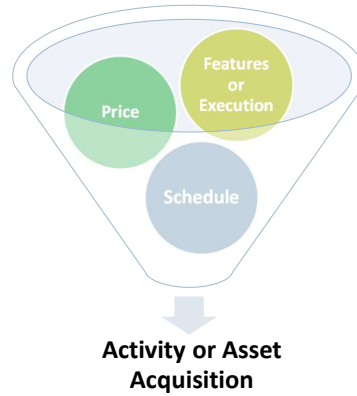 Features
or
Execution
Price
Schedule
Activity or Asset
Acquisition